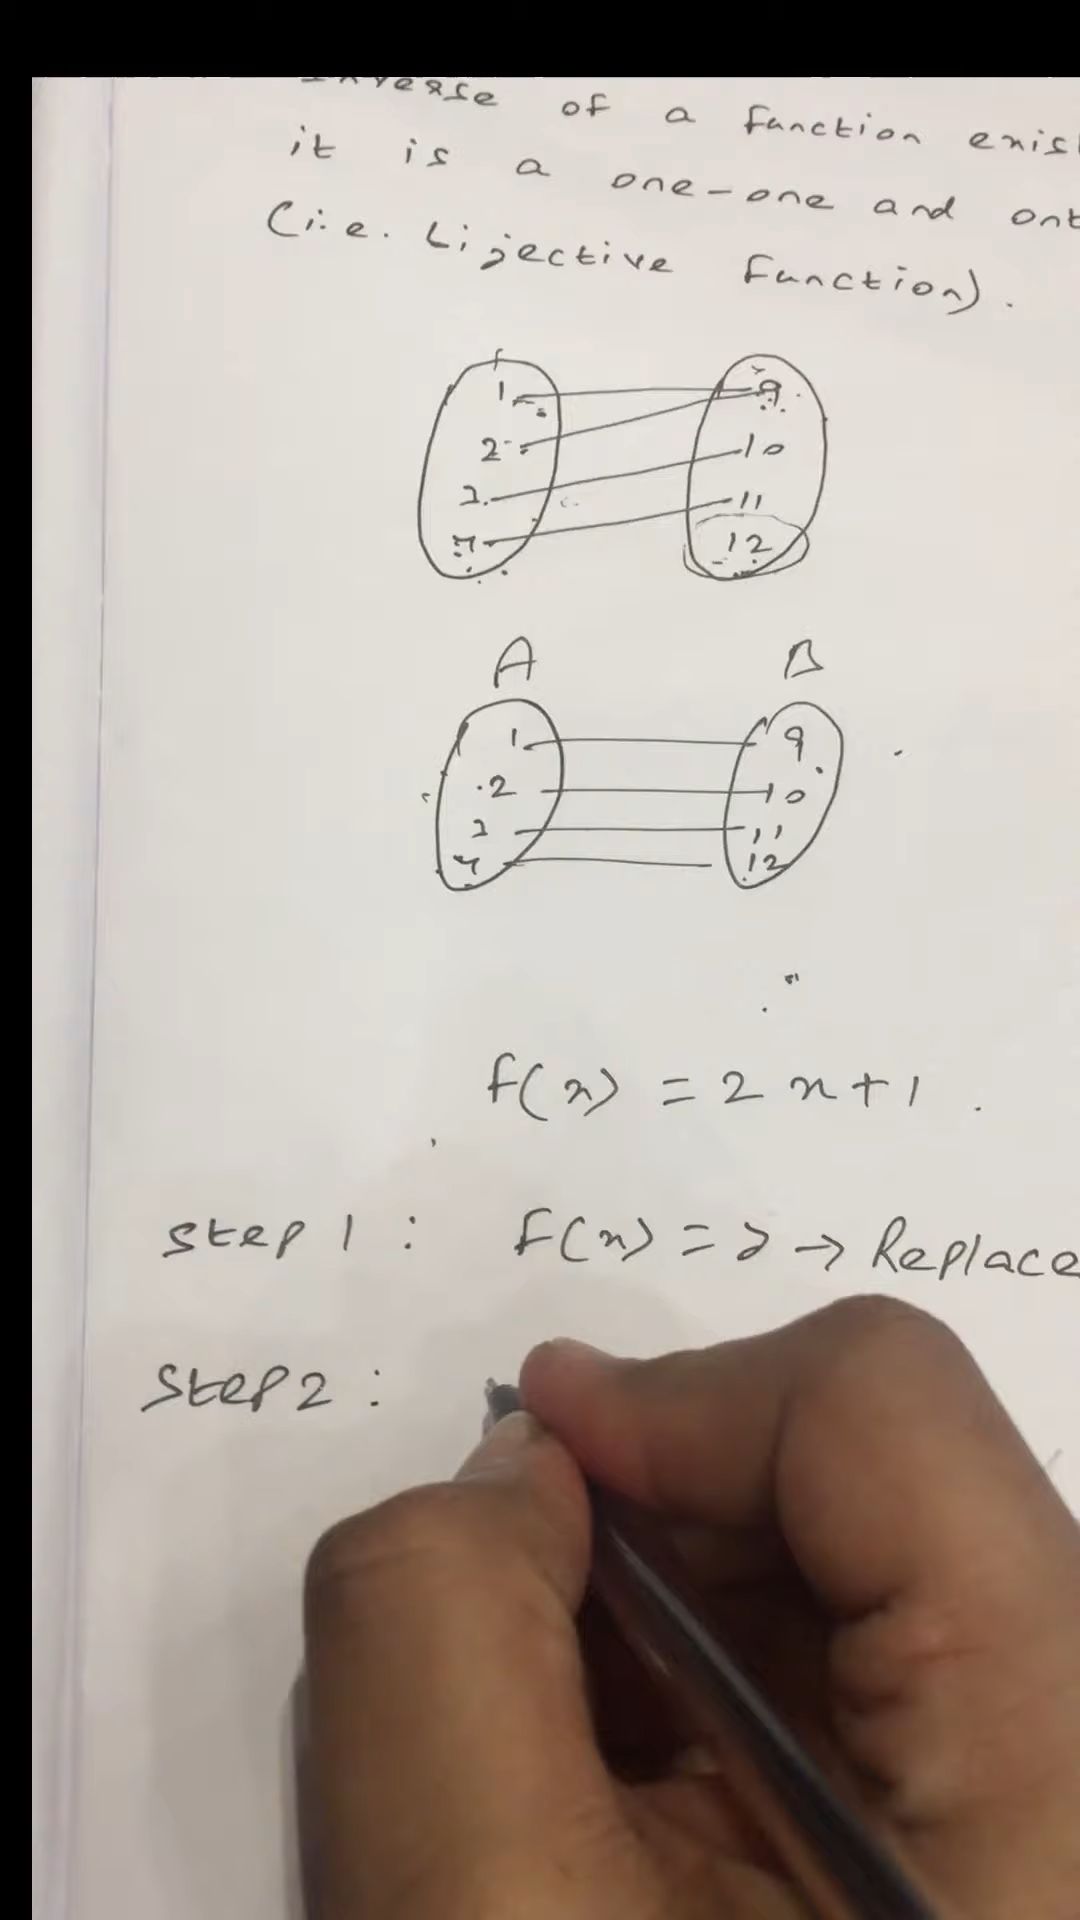 Inverse of a function exis
it is a one-one and ont
(i.e. bijective function).
1 9
2 10
3 11
4 12
A B
1 9
2 10
3 11
4 12
f(x) = 2x+1.
Step 1 : f(x) = y → Replace
Step 2 :